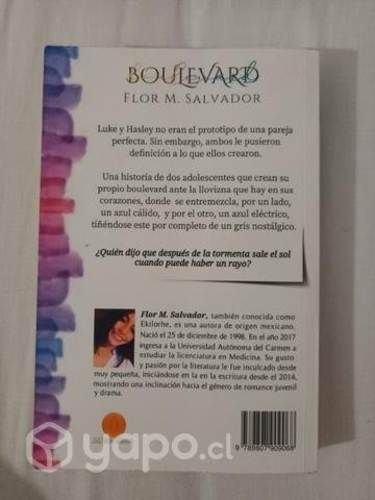 BOULEVARD
FLOR M. SALVADOR
Luke y Hasley no eran el prototipo de una pareja
perfecta. Sin embargo, ambos le pusieron
definición a lo que ellos crearon.
Una historia de dos adolescentes que crean su
propio boulevard ante la llovizna que hay en sus
corazones, donde se entremezcla, por un lado,
un azul cálido, y por el otro, un azul eléctrico,
tiñéndose este por completo de un gris nostálgico.
¿Quién dijo que después de la tormenta sale el sol
cuando puede haber un rayo?
Flor M. Salvador, también conocida como
Ekilorhe, es una autora de origen mexicano.
Nació el 25 de diciembre de 1998. En el año 2017
ingresa a la Universidad Autónoma del Carmen a
estudiar la licenciatura en Medicina. Su gusto
y pasión por la literatura le fue inculcado desde
muy pequeña, iniciándose en la en la escritura desde el 2014,
mostrando una inclinación hacia el género de romance juvenil
y drama.
yapo.cl
9 788607 909068